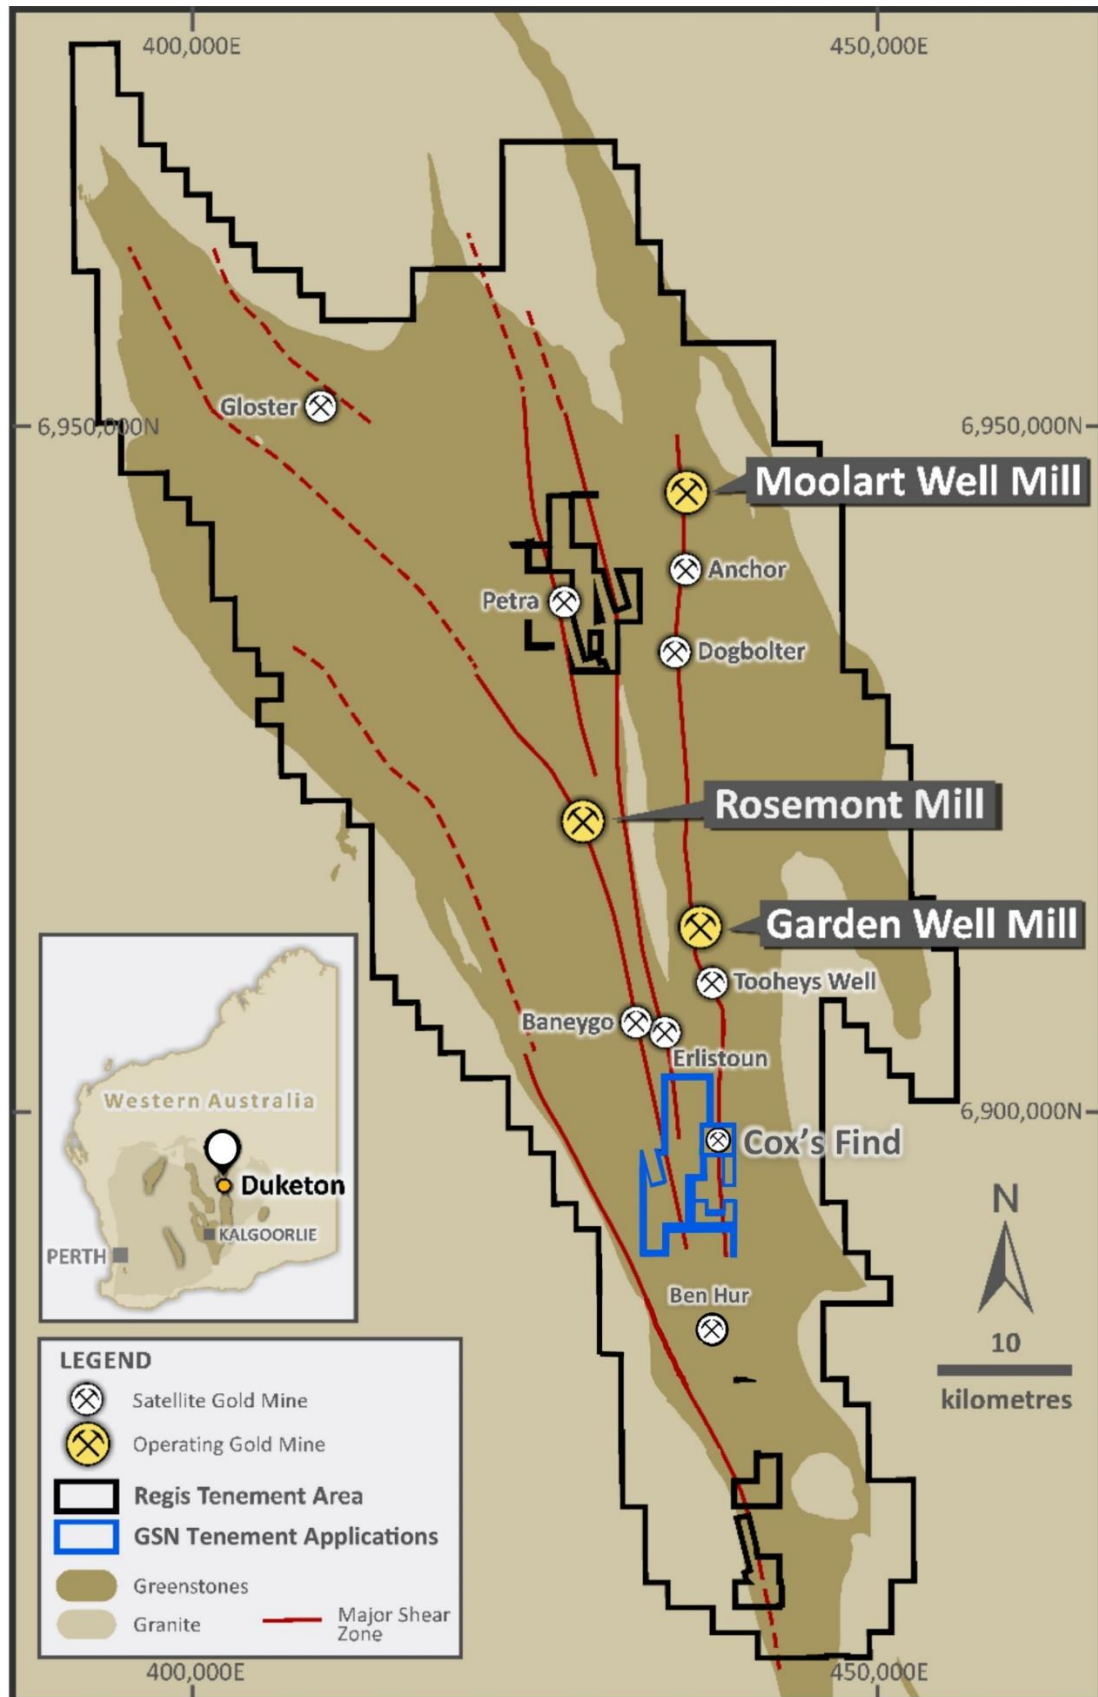 400,000E
450,000E
Gloster
6,950,000N
6,950,000N
Moolart Well Mill
Anchor
Petra
Dogbolter
Rosemont Mill
Garden Well Mill
Tooheys Well
Baneygo
Erlistoun
6,900,000N
Cox's Find
Western Australia
Duketon
KALGOORLIE
PERTH
Ben Hur
N
10
kilometres
LEGEND
Satellite Gold Mine
Operating Gold Mine
Regis Tenement Area
GSN Tenement Applications
Greenstones
Granite
Major Shear
Zone
400,000E
450,000E